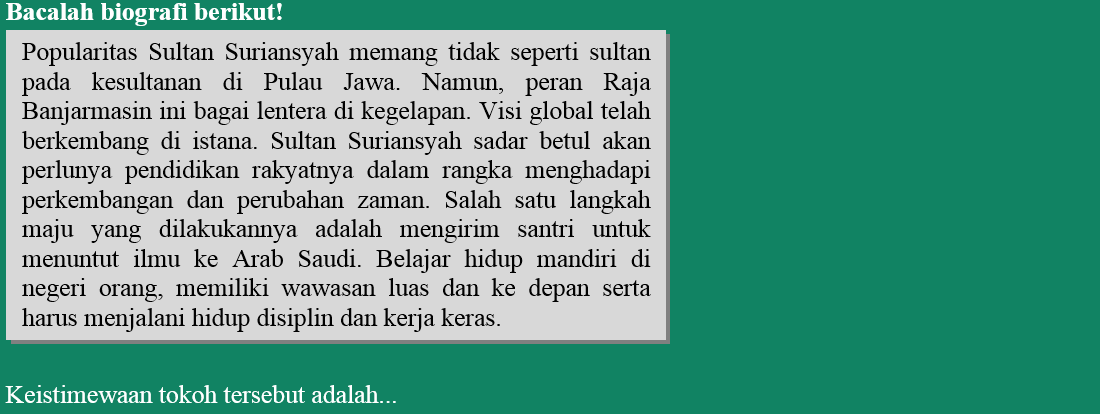 Bacalah biografi berikut!
Popularitas Sultan Suriansyah memang tidak seperti sultan
pada kesultanan di Pulau Jawa. Namun, peran Raja
Banjarmasin ini bagai lentera di kegelapan. Visi global telah
berkembang di istana. Sultan Suriansyah sadar betul akan
perlunya pendidikan rakyatnya dalam rangka menghadapi
perkembangan dan perubahan zaman. Salah satu langkah
maju yang dilakukannya adalah mengirim santri untuk
menuntut ilmu ke Arab Saudi. Belajar hidup mandiri di
negeri orang, memiliki wawasan luas dan ke depan serta
harus menjalani hidup disiplin dan kerja keras.
Keistimewaan tokoh tersebut adalah...